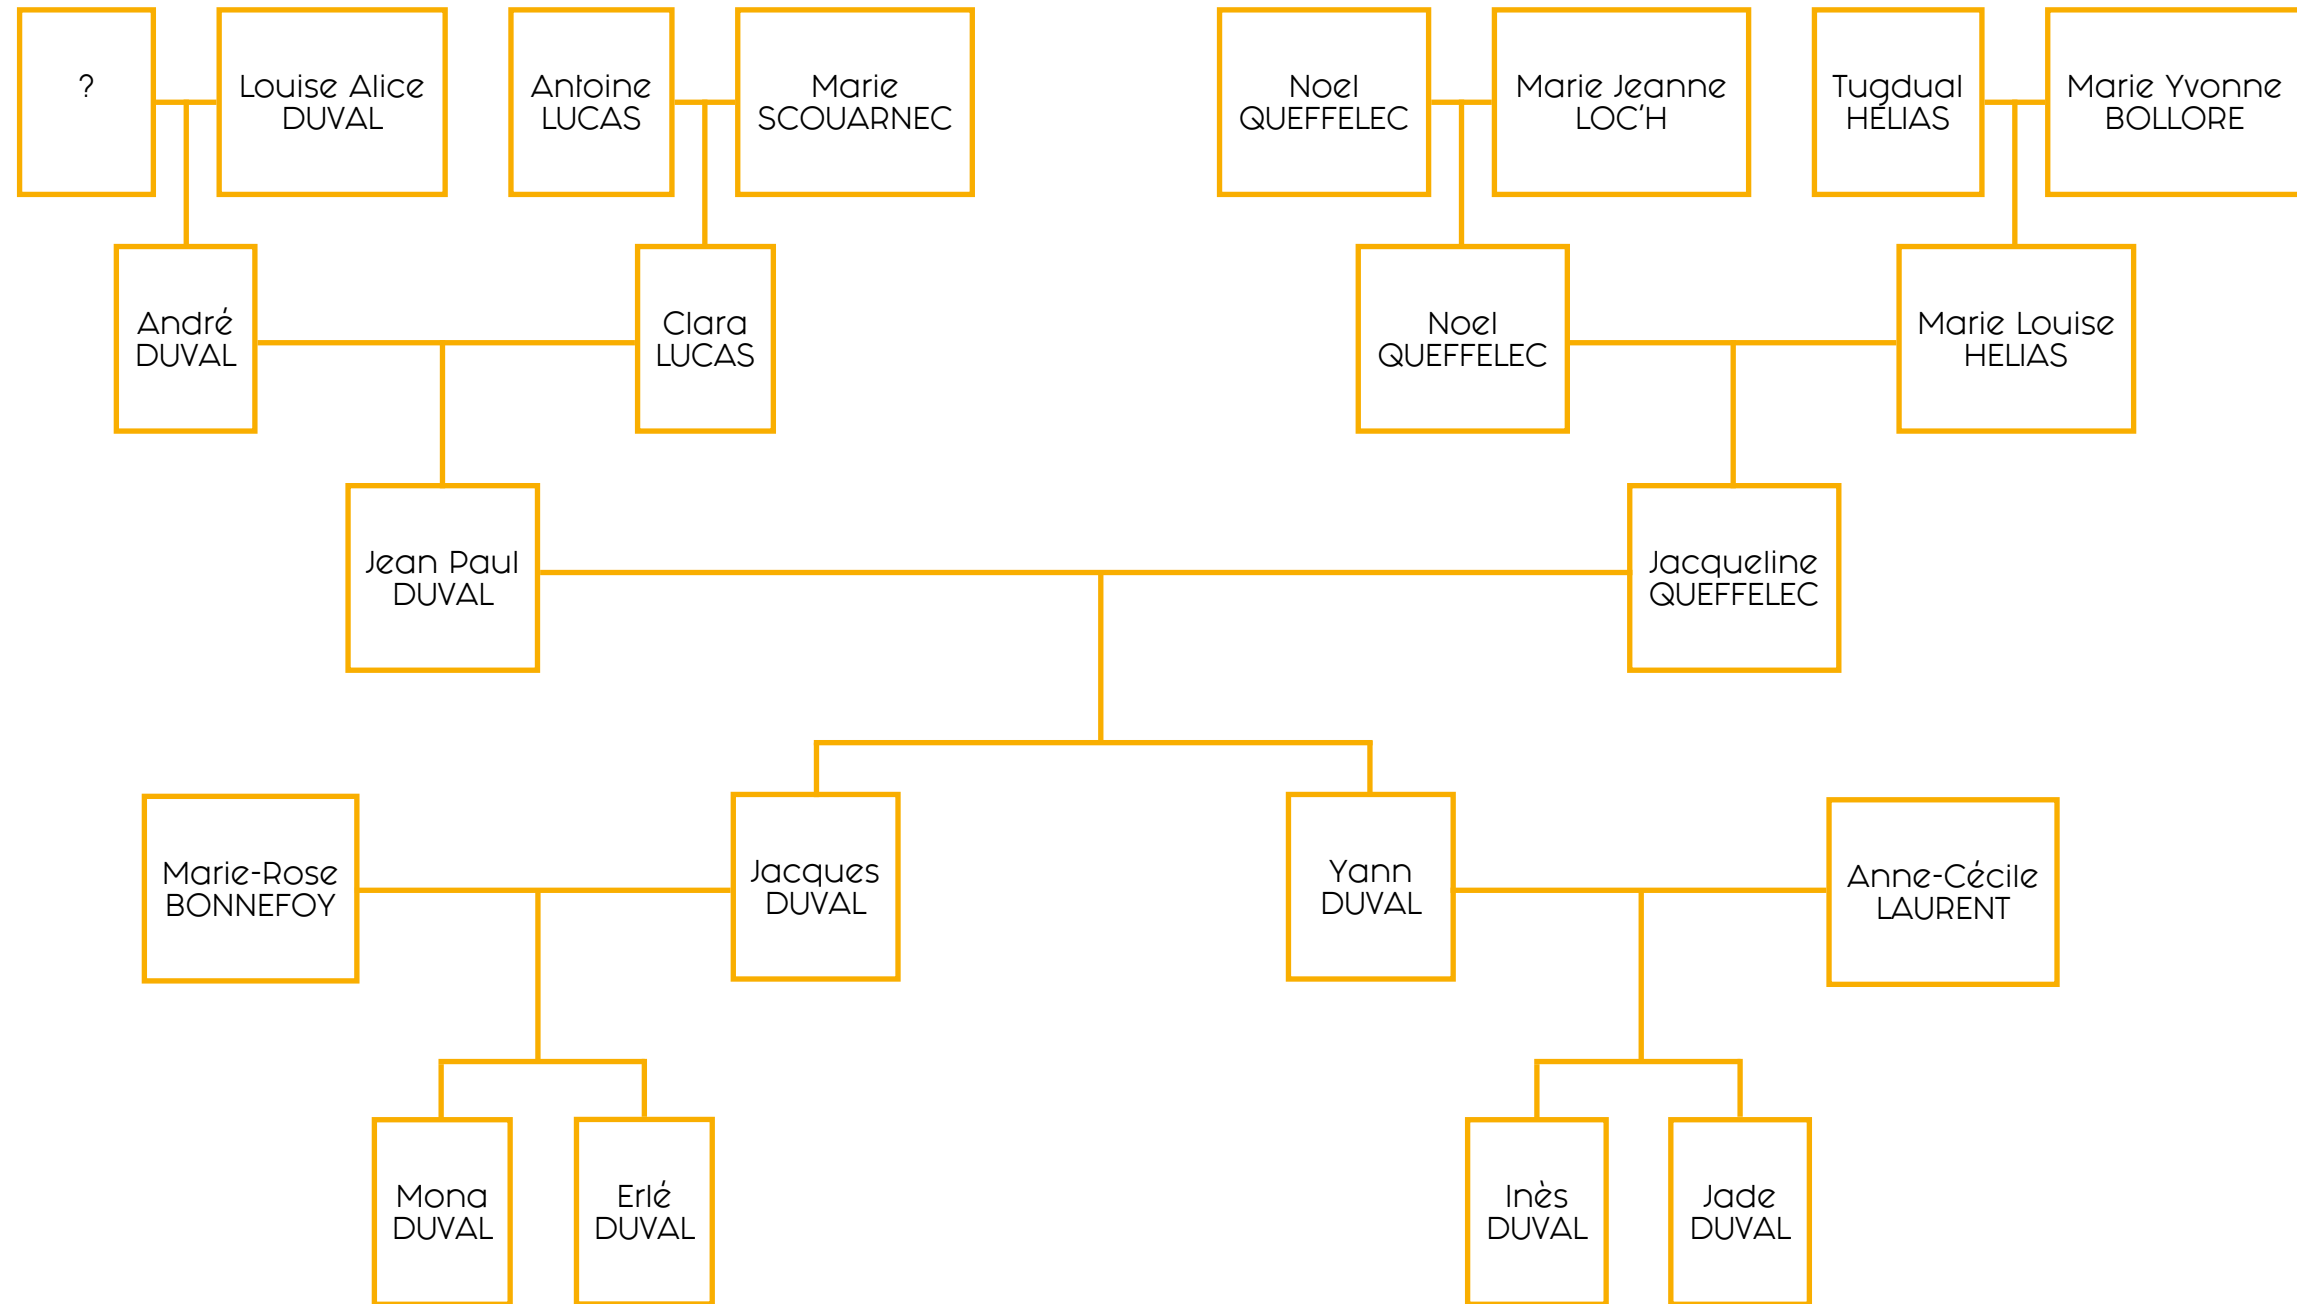 ?
Louise Alice
DUVAL
Antoine
LUCAS
Marie
SCOUARNEC
Noel
QUEFFELEC
Marie Jeanne
LOC'H
Tugdual
HELIAS
Marie Yvonne
BOLLORE
André
DUVAL
Clara
LUCAS
Noel
QUEFFELEC
Marie Louise
HELIAS
Jean Paul
DUVAL
Jacqueline
QUEFFELEC
Marie-Rose
BONNEFOY
Jacques
DUVAL
Yann
DUVAL
Anne-Cécile
LAURENT
Mona
DUVAL
Erlé
DUVAL
Inès
DUVAL
Jade
DUVAL